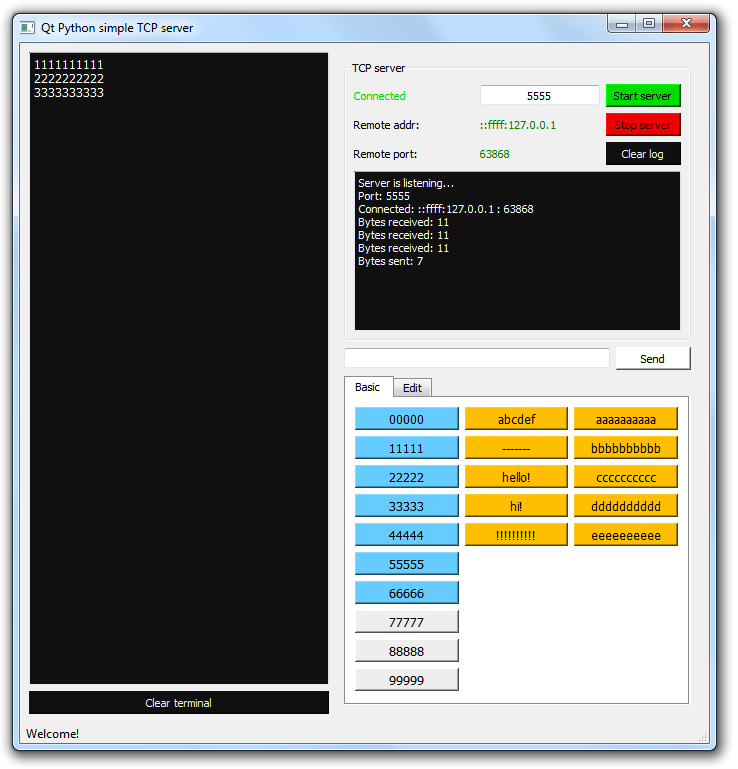 Qt Python simple TCP server
1111111111
2222222222
3333333333
Clear terminal
TCP server
Connected 5555 Start server
Remote addr: ::ffff:127.0.0.1 Stop server
Remote port: 63868 Clear log
Server is listening...
Port: 5555
Connected: ::ffff:127.0.0.1 : 63868
Bytes received: 11
Bytes received: 11
Bytes received: 11
Bytes sent: 7
Send
Basic Edit
00000 abcdef aaaaaaaaaa
11111 ------- bbbbbbbbbb
22222 hello! cccccccccc
33333 hi! dddddddddd
44444 !!!!!!!!!! eeeeeeeeee
55555
66666
77777
88888
99999
Welcome!